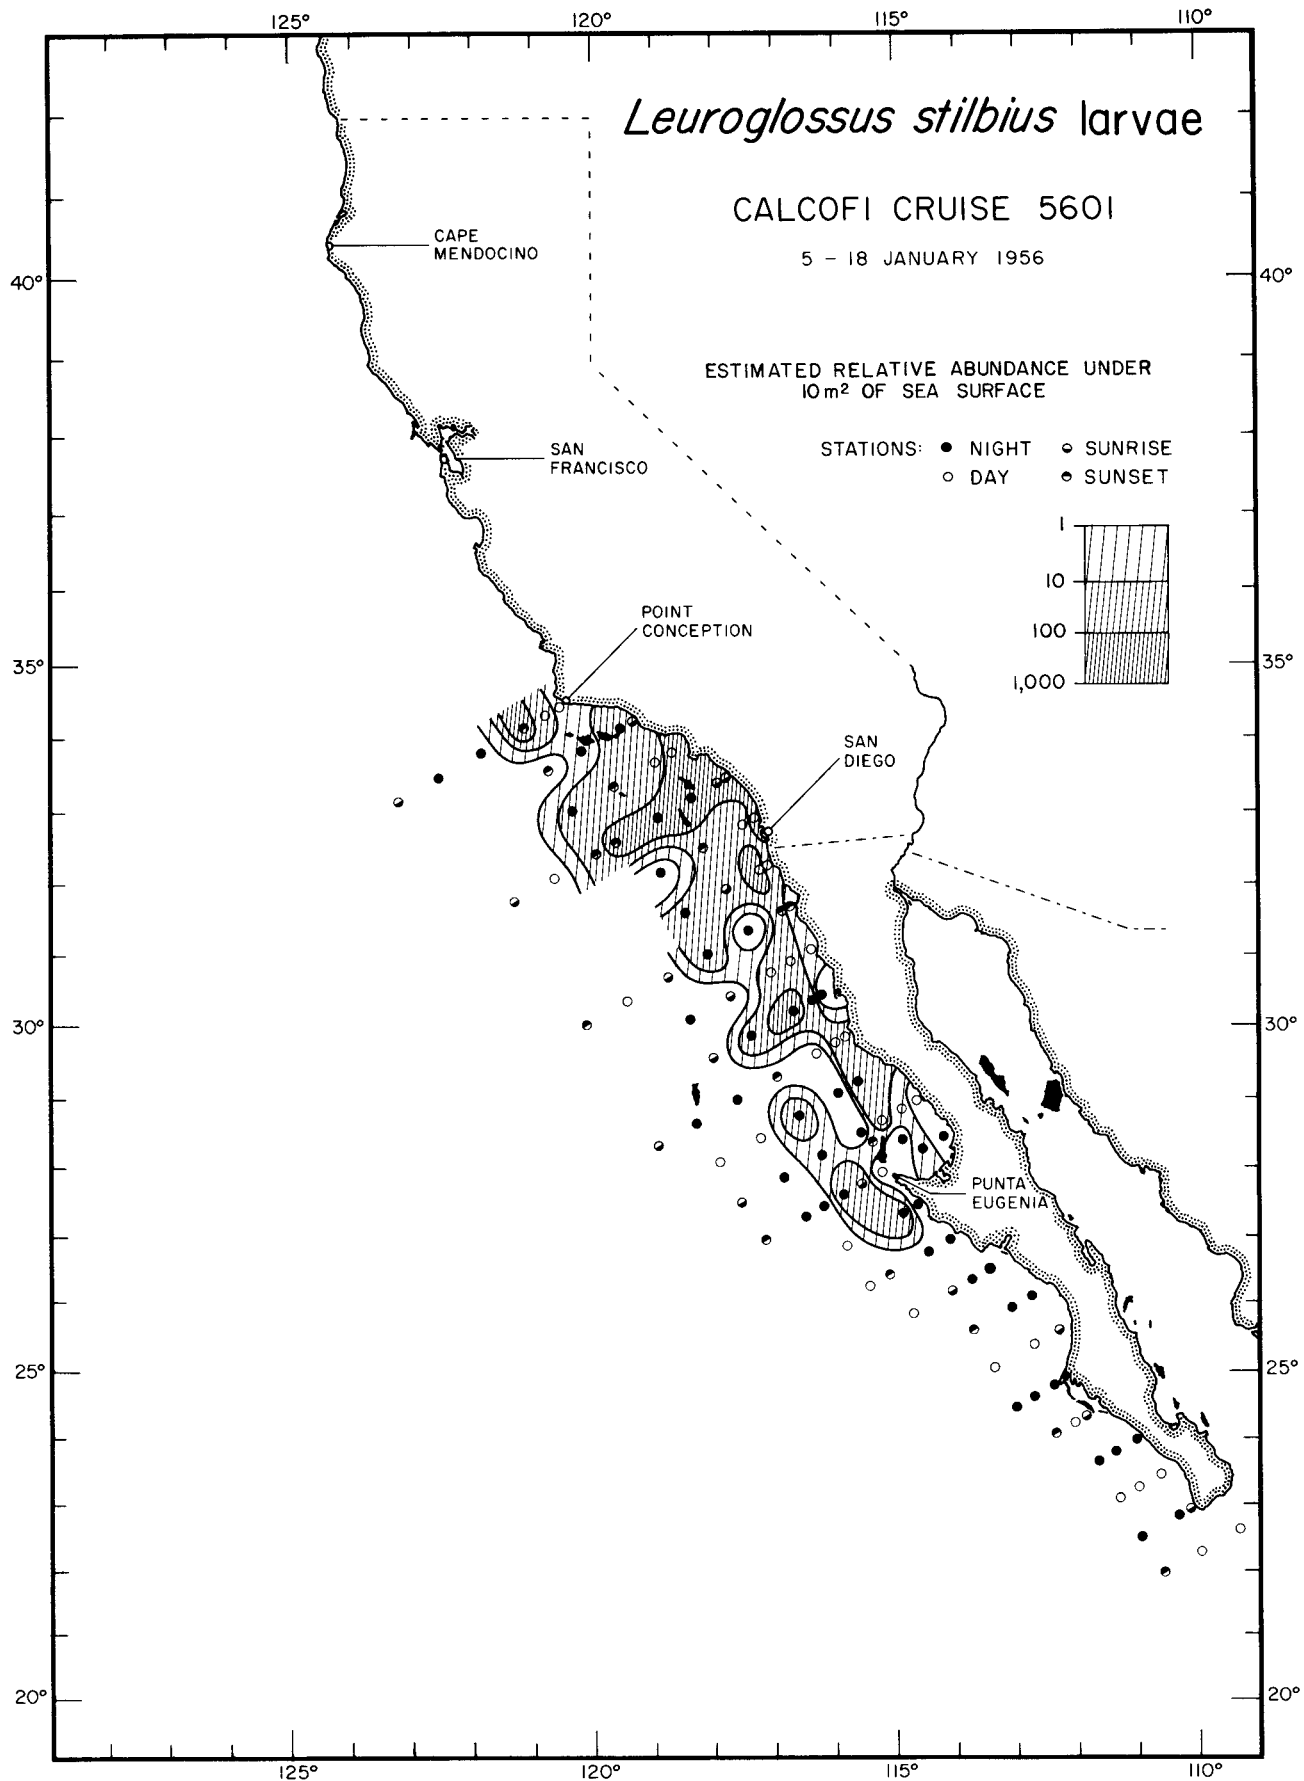 125° 120° 115° 110°
Leuroglossus stilbius larvae
CALCOFI CRUISE 5601
5 - 18 JANUARY 1956
CAPE
MENDOCINO
40° 40°
ESTIMATED RELATIVE ABUNDANCE UNDER
10m² OF SEA SURFACE
STATIONS: ● NIGHT SUNRISE
○ DAY SUNSET
SAN
FRANCISCO
1
10
100
1,000
POINT
CONCEPTION
35° 35°
SAN
DIEGO
30° 30°
PUNTA
EUGENIA
25° 25°
20° 20°
125° 120° 115° 110°